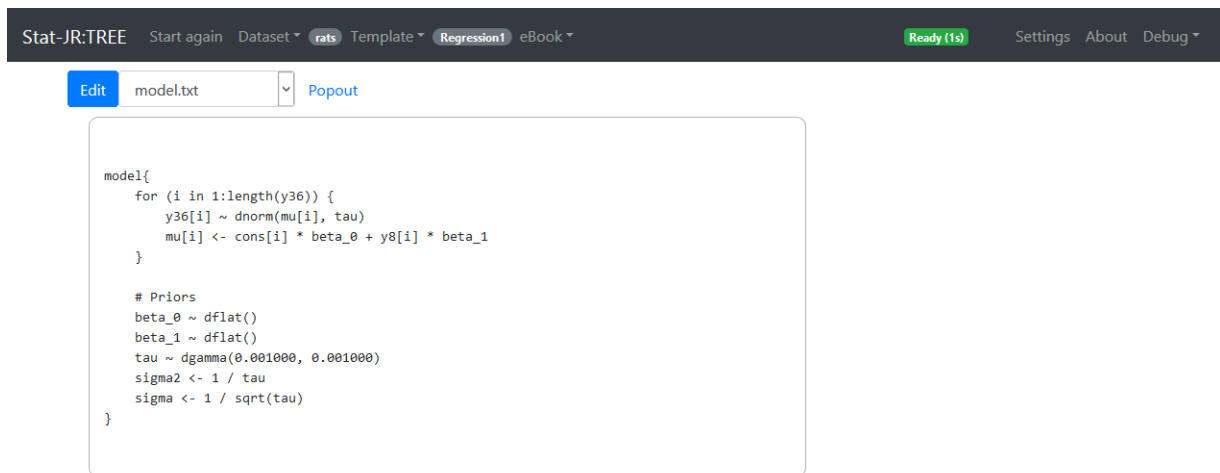 Stat-JR:TREE Start again Dataset rats Template Regression1 eBook Ready (1s) Settings About Debug
Edit model.txt Popout
model{
    for (i in 1:length(y36)) {
        y36[i] ~ dnorm(mu[i], tau)
        mu[i] <- cons[i] * beta_0 + y8[i] * beta_1
    }
    # Priors
    beta_0 ~ dflat()
    beta_1 ~ dflat()
    tau ~ dgamma(0.001000, 0.001000)
    sigma2 <- 1 / tau
    sigma <- 1 / sqrt(tau)
}